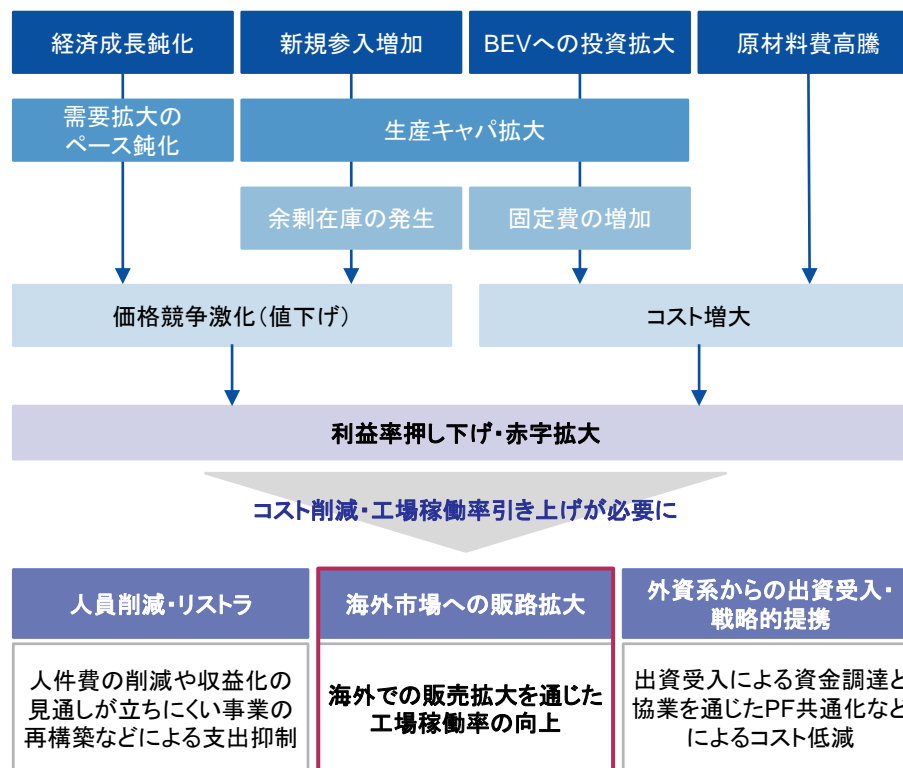 経済成長鈍化
新規参入増加
BEVへの投資拡大
原材料費高騰
需要拡大の
ペース鈍化
生産キャパ拡大
余剰在庫の発生
固定費の増加
価格競争激化（値下げ）
コスト増大
利益率押し下げ・赤字拡大
コスト削減・工場稼働率引き上げが必要に
人員削減・リストラ
人件費の削減や収益化の
見通しが立ちにくい事業の
再構築などによる支出抑制
海外市場への販路拡大
海外での販売拡大を通じた
工場稼働率の向上
外資系からの出資受入・
戦略的提携
出資受入による資金調達と
協業を通じたPF共通化など
によるコスト低減